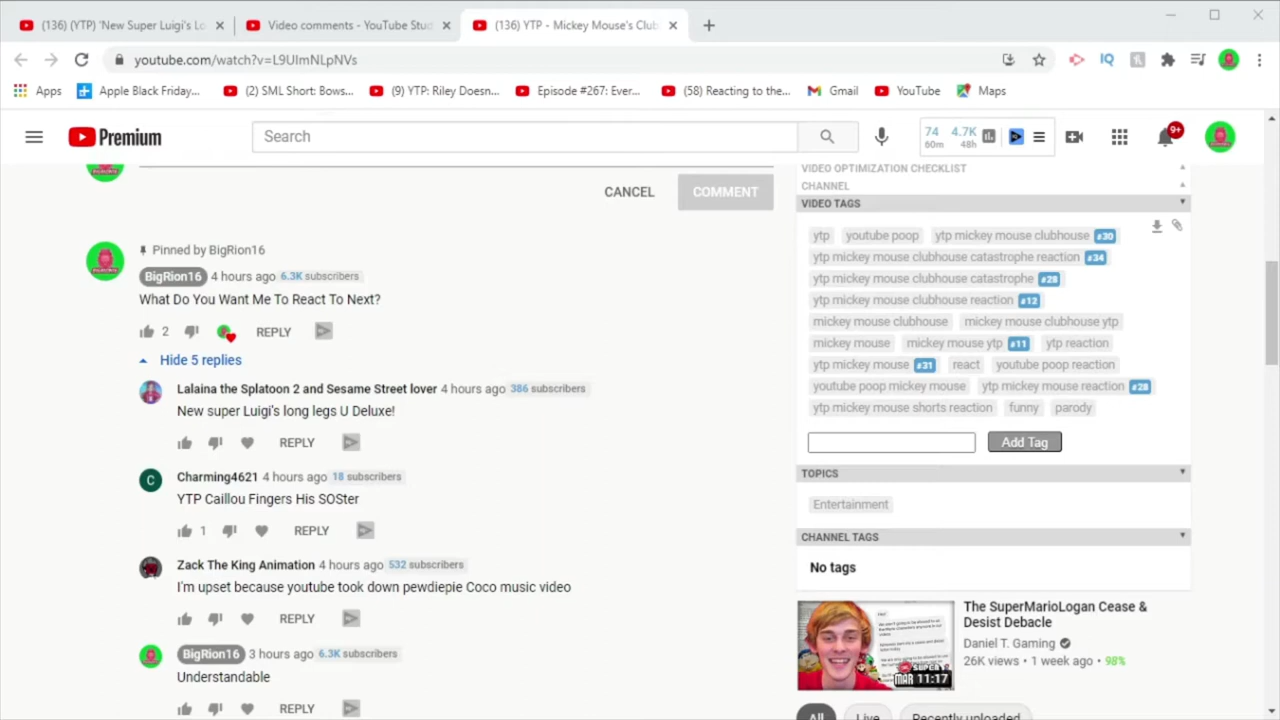 (136) (YTP) 'New Super Luigi's Lo
Video comments - YouTube Stud
(136) YTP - Mickey Mouse's Club
youtube.com/watch?v=L9UlmNLpNVs
Apps
Apple Black Friday...
(2) SML Short: Bows...
(9) YTP: Riley Doesn...
Episode #267: Ever...
(58) Reacting to the...
Gmail
YouTube
Maps
Premium
Search
74 4.7K
60m 48h
9+
CANCEL COMMENT
Pinned by BigRion16
BigRion16 4 hours ago 6.3K subscribers
What Do You Want Me To React To Next?
2 REPLY
Hide 5 replies
Lalaina the Splatoon 2 and Sesame Street lover 4 hours ago 386 subscribers
New super Luigi's long legs U Deluxe!
REPLY
C
Charming4621 4 hours ago 18 subscribers
YTP Caillou Fingers His SOSter
1 REPLY
Zack The King Animation 4 hours ago 532 subscribers
I'm upset because youtube took down pewdiepie Coco music video
REPLY
BigRion16 3 hours ago 6.3K subscribers
Understandable
REPLY
VIDEO OPTIMIZATION CHECKLIST
CHANNEL
VIDEO TAGS
ytp youtube poop ytp mickey mouse clubhouse #30
ytp mickey mouse clubhouse catastrophe reaction #34
ytp mickey mouse clubhouse catastrophe #28
ytp mickey mouse clubhouse reaction #12
mickey mouse clubhouse mickey mouse clubhouse ytp
mickey mouse mickey mouse ytp #11 ytp reaction
ytp mickey mouse #31 react youtube poop reaction
youtube poop mickey mouse ytp mickey mouse reaction #28
ytp mickey mouse shorts reaction funny parody
Add Tag
TOPICS
Entertainment
CHANNEL TAGS
No tags
The SuperMarioLogan Cease &
Desist Debacle
Daniel T. Gaming
26K views • 1 week ago • 98%
SUPER
MAR 11:17
All Live Recently uploaded